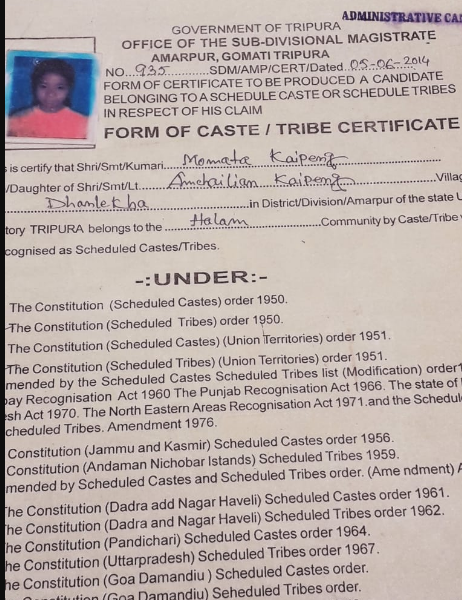 ADMINISTRATIVE CA
GOVERNMENT OF TRIPURA
OFFICE OF THE SUB-DIVISIONAL MAGISTRATE
AMARPUR, GOMATI TRIPURA
NO. 935 SDM/AMP/CERT/Dated 05-06-2014
FORM OF CERTIFICATE TO BE PRODUCED A CANDIDATE
BELONGING TO A SCHEDULE CASTE OR SCHEDULE TRIBES
IN RESPECT OF HIS CLAIM
FORM OF CASTE / TRIBE CERTIFICATE
s is certify that Shri/Smt/Kumari Momata Kaipeng
/Daughter of Shri/Smt/Lt. Amchailian Kaipeng Villag
Dhanlekha in District/Division/Amarpur of the state U
tory TRIPURA belongs to the Halam Community by Caste/Tribe
cognised as Scheduled Castes/Tribes.
-:UNDER:-
The Constitution (Scheduled Castes) order 1950.
The Constitution (Scheduled Tribes) order 1950.
The Constitution (Scheduled Castes) (Union Territories) order 1951.
The Constitution (Scheduled Tribes) (Union Territories) order 1951.
mended by the Scheduled Castes Scheduled Tribes list (Modification) order1
bay Recognisation Act 1960 The Punjab Recognisation Act 1966. The state of
esh Act 1970. The North Eastern Areas Recognisation Act 1971.and the Schedul
cheduled Tribes. Amendment 1976.
Constitution (Jammu and Kasmir) Scheduled Castes order 1956.
Constitution (Andaman Nichobar Istands) Scheduled Tribes 1959.
mended by Scheduled Castes and Scheduled Tribes order. (Ame ndment) A
The Constitution (Dadra add Nagar Haveli) Scheduled Castes order 1961.
The Constitution (Dadra and Nagar Haveli) Scheduled Tribes order 1962.
he Constitution (Pandichari) Scheduled Castes order 1964.
he Constitution (Uttarpradesh) Scheduled Tribes order 1967.
he Constitution (Goa Damandiu ) Scheduled Castes order.
Constitution (Goa Damandiu) Seheduled Tribes order.